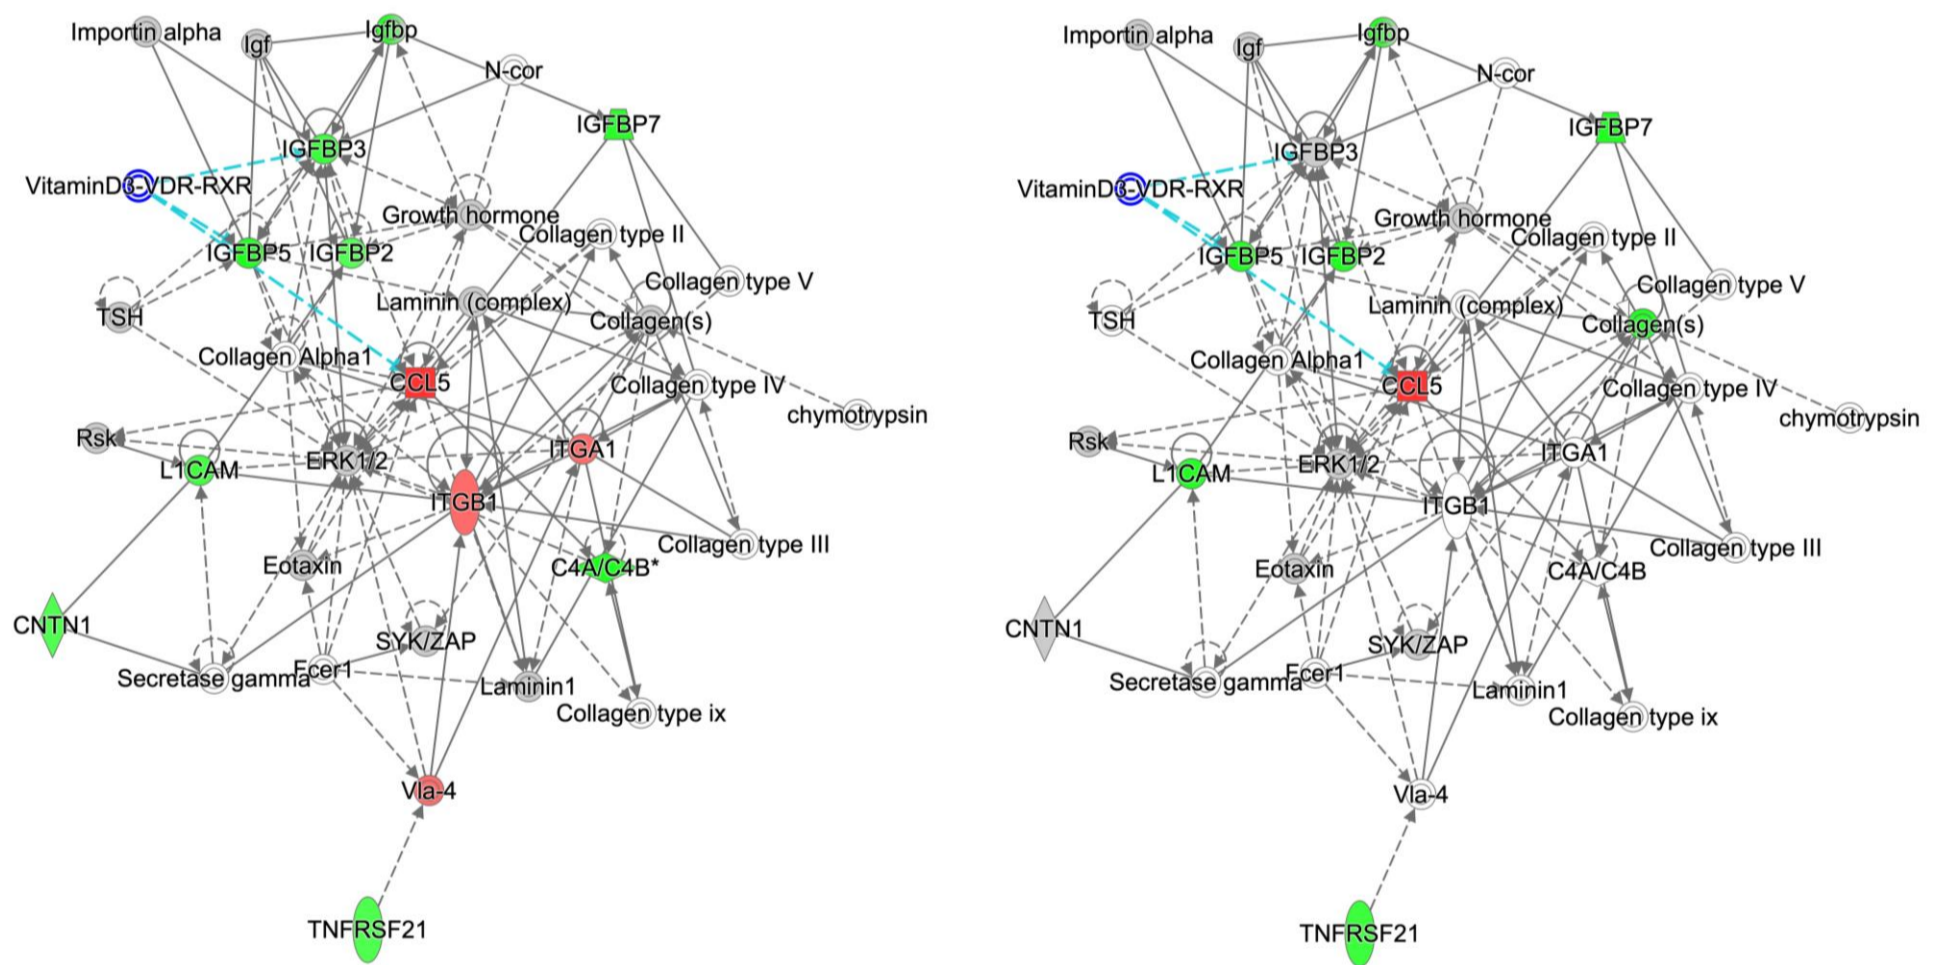 Importin alpha
Igf
Igfbp
N-cor
IGFBP7
IGFBP3
VitaminD3-VDR-RXR
Growth hormone
Collagen type II
IGFBP5
IGFBP2
Collagen type V
Laminin (complex)
TSH
Collagen(s)
Collagen Alpha1
CCL5
Collagen type IV
chymotrypsin
Rsk
L1CAM
ERK1/2
ITGA1
ITGB1
Collagen type III
Eotaxin
C4A/C4B*
CNTN1
SYK/ZAP
Secretase gamma
Fcer1
Laminin1
Collagen type ix
Vla-4
TNFRSF21
Importin alpha
Igf
Igfbp
N-cor
IGFBP7
IGFBP3
VitaminD3-VDR-RXR
Growth hormone
Collagen type II
IGFBP5
IGFBP2
Collagen type V
Laminin (complex)
TSH
Collagen(s)
Collagen Alpha1
CCL5
Collagen type IV
chymotrypsin
Rsk
L1CAM
ERK1/2
ITGA1
ITGB1
Collagen type III
Eotaxin
C4A/C4B
CNTN1
SYK/ZAP
Secretase gamma
Fcer1
Laminin1
Collagen type ix
Vla-4
TNFRSF21